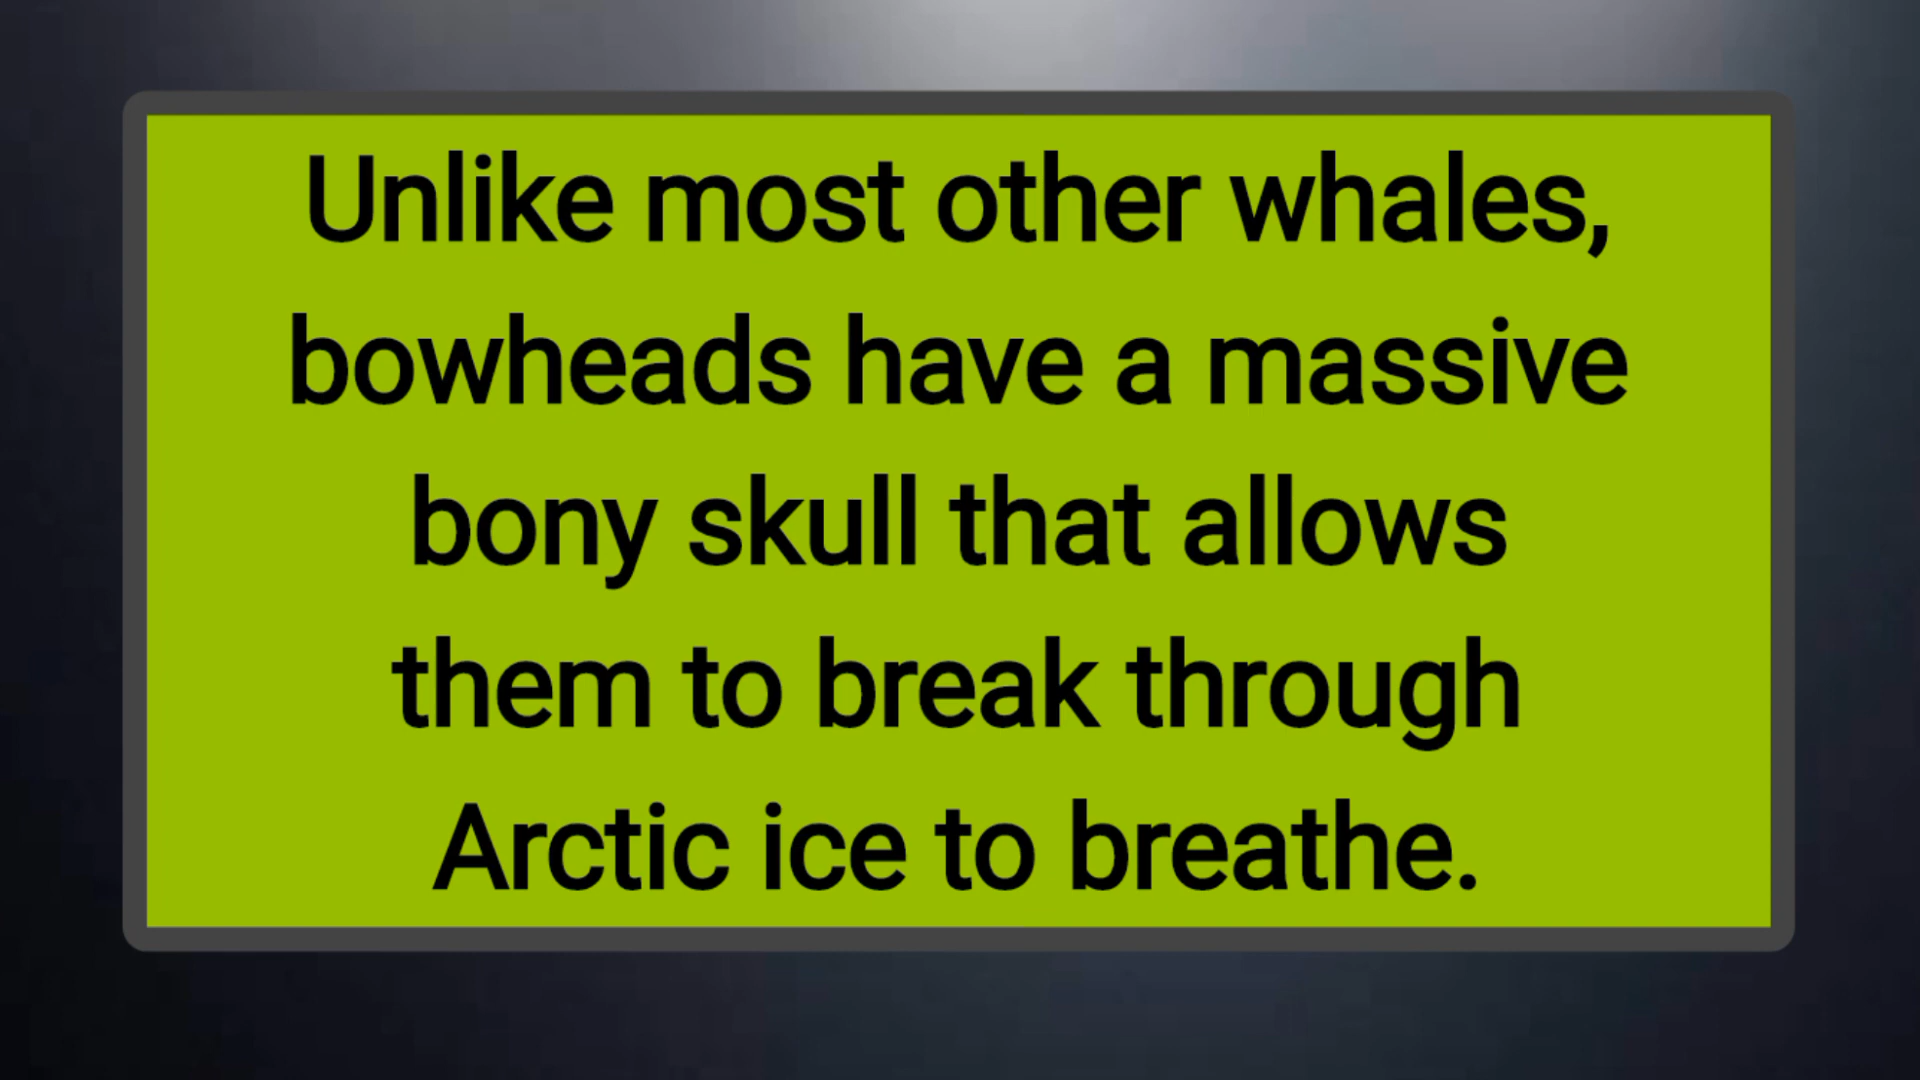 Unlike most other whales,
bowheads have a massive
bony skull that allows
them to break through
Arctic ice to breathe.